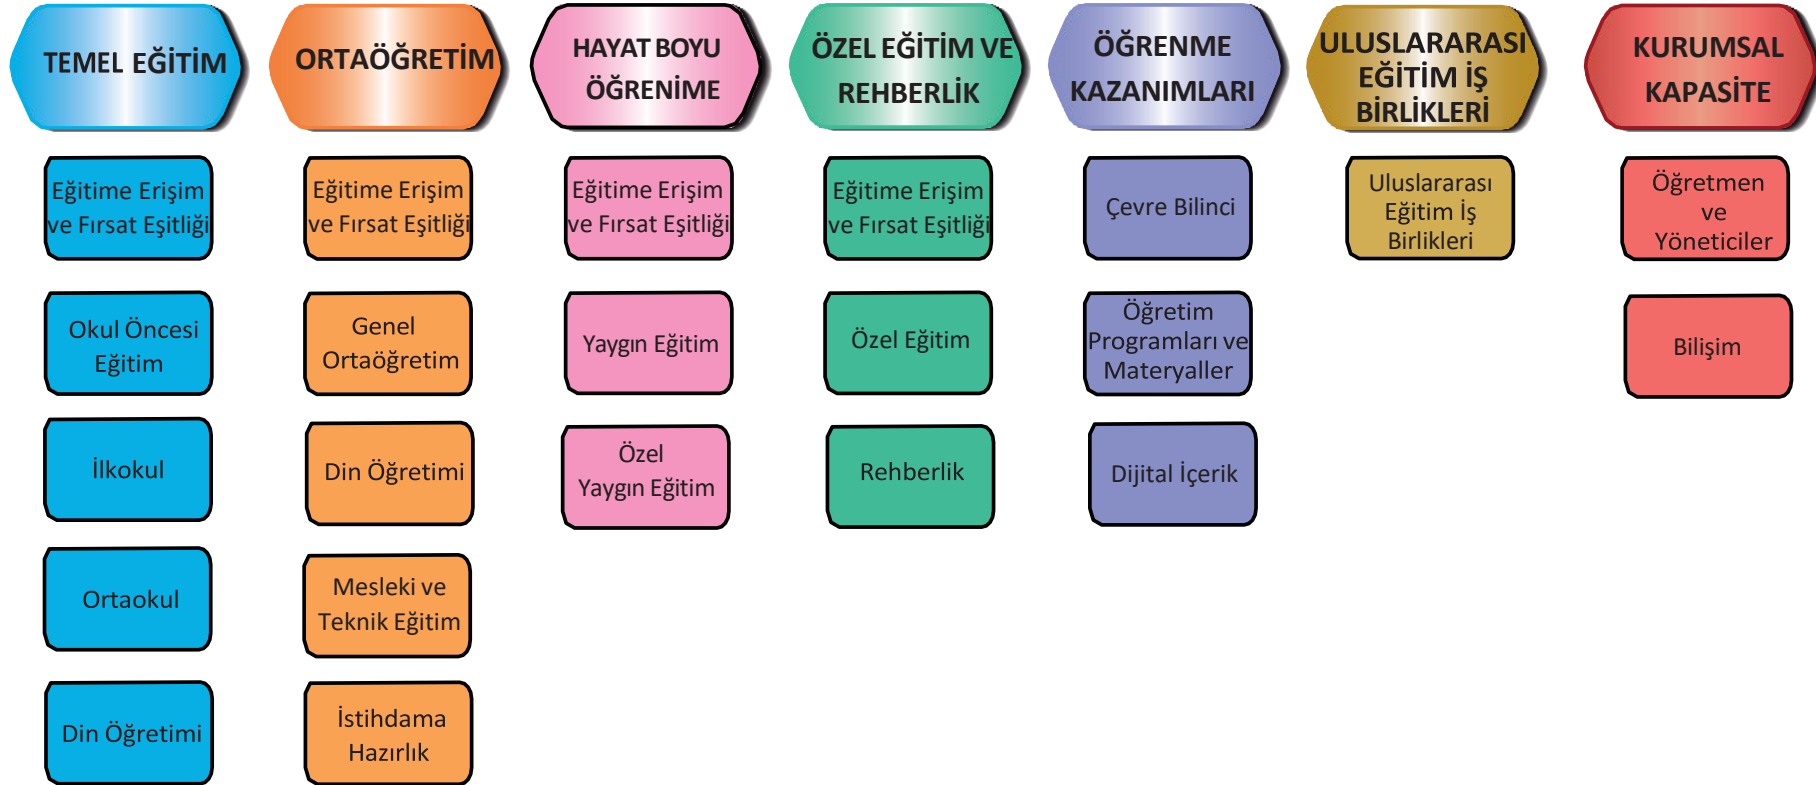 TEMEL EĞİTİM
ORTAÖĞRETİM
HAYAT BOYU
ÖĞRENİME
ÖZEL EĞİTİM VE
REHBERLİK
ÖĞRENME
KAZANIMLARI
ULUSLARARASI
EĞİTİM İŞ
BİRLİKLERİ
KURUMSAL
KAPASİTE
Eğitime Erişim
ve Fırsat Eşitliği
Eğitime Erişim
ve Fırsat Eşitliği
Eğitime Erişim
ve Fırsat Eşitliği
Eğitime Erişim
ve Fırsat Eşitliği
Çevre Bilinci
Uluslararası
Eğitim İş
Birlikleri
Öğretmen
ve
Yöneticiler
Okul Öncesi
Eğitim
Genel
Ortaöğretim
Yaygın Eğitim
Özel Eğitim
Öğretim
Programları ve
Materyaller
Bilişim
İlkokul
Din Öğretimi
Özel
Yaygın Eğitim
Rehberlik
Dijital İçerik
Ortaokul
Mesleki ve
Teknik Eğitim
Din Öğretimi
İstihdama
Hazırlık